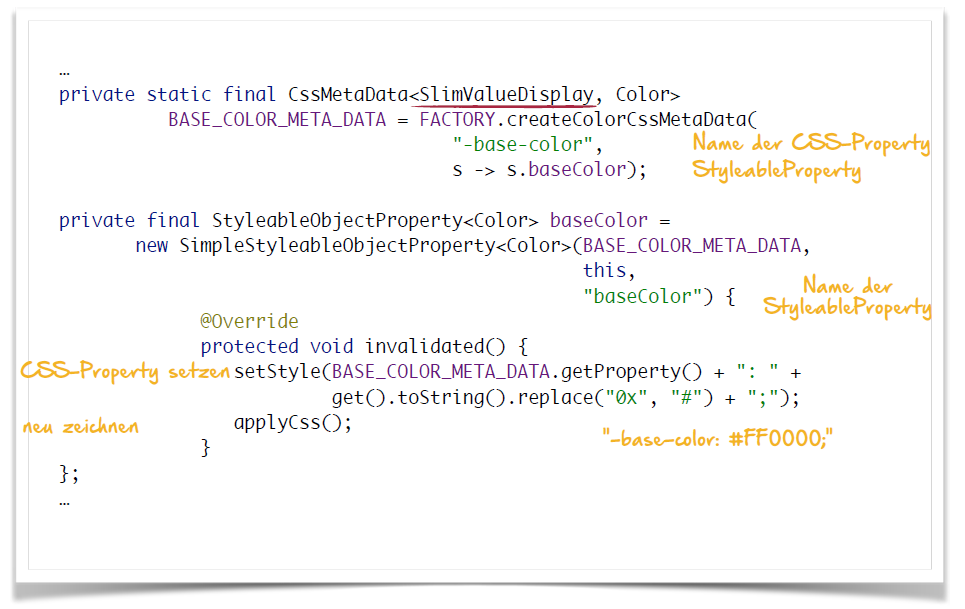 …
private static final CssMetaData<SlimValueDisplay, Color>
BASE_COLOR_META_DATA = FACTORY.createColorCssMetaData(
"-base-color", Name der CSS-Property
s -> s.baseColor); StyleableProperty
private final StyleableObjectProperty<Color> baseColor =
new SimpleStyleableObjectProperty<Color>(BASE_COLOR_META_DATA,
this,
"baseColor") { Name der
StyleableProperty
@Override
protected void invalidated() {
CSS-Property setzen setStyle(BASE_COLOR_META_DATA.getProperty() + ": " +
get().toString().replace("0x", "#") + ";");
neu zeichnen applyCss();
"-base-color: #FF0000;"
}
};
…